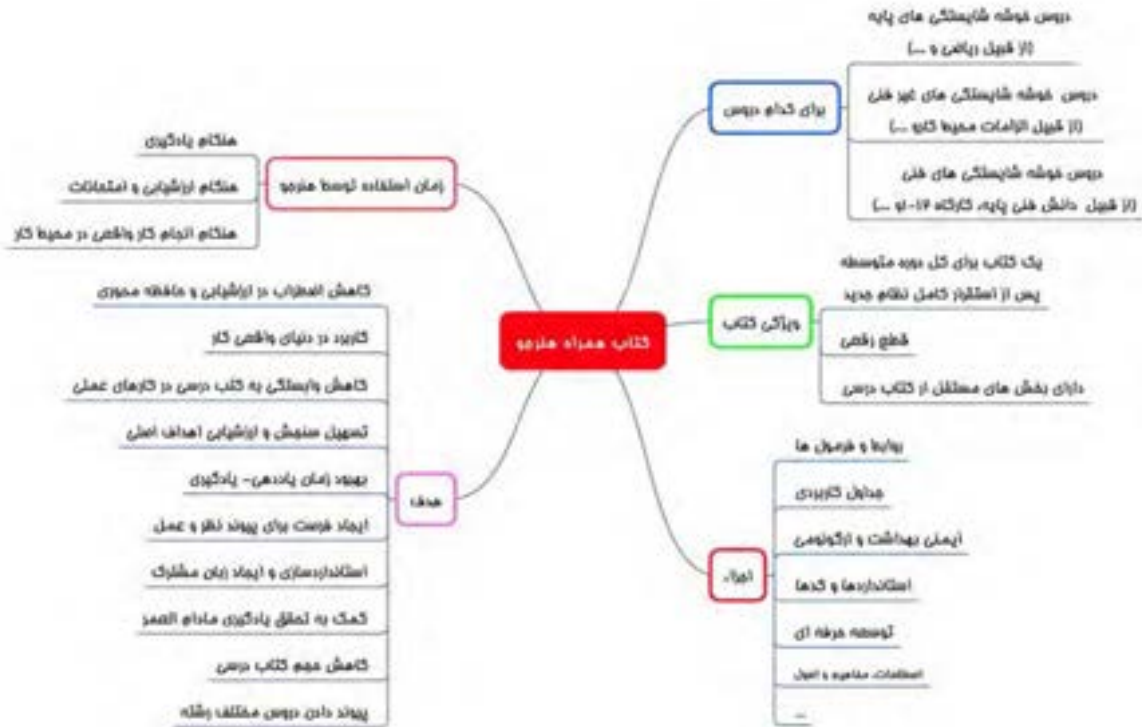 کتاب همراه هنرجو
برای کدام دروس
دروس خوشه شایستگی های پایه
(از قبیل ریاضی و ...)
دروس خوشه شایستگی های غیر فنی
(از قبیل الزامات محیط کارو ...)
دروس خوشه شایستگی های فنی
(از قبیل دانش فنی پایه، کارگاه ۱۲-۱و ...)
ویژگی کتاب
یک کتاب برای کل دوره متوسطه
پس از استقرار کامل نظام جدید
قطع رقعی
دارای بخش های مستقل از کتاب درسی
اجزاء
روابط و فرمول ها
جداول کاربردی
ایمنی بهداشت و ارگونومی
استانداردها و کدها
توسعه حرفه ای
اصطلاحات، مفاهیم و اصول
...
زمان استفاده توسط هنرجو
هنگام یادگیری
هنگام ارزشیابی و امتحانات
هنگام انجام کار واقعی در محیط کار
هدف
کاهش اضطراب در ارزشیابی و حافظه محوری
کاربرد در دنیای واقعی کار
کاهش وابستگی به کتب درسی در کارهای عملی
تسهیل سنجش و ارزشیابی اهداف اصلی
بهبود زمان یاددهی- یادگیری
ایجاد فرصت برای پیوند نظر و عمل
استانداردسازی و ایجاد زبان مشترک
کمک به تحقق یادگیری مادام العمر
کاهش حجم کتاب درسی
پیوند دادن دروس مختلف رشته